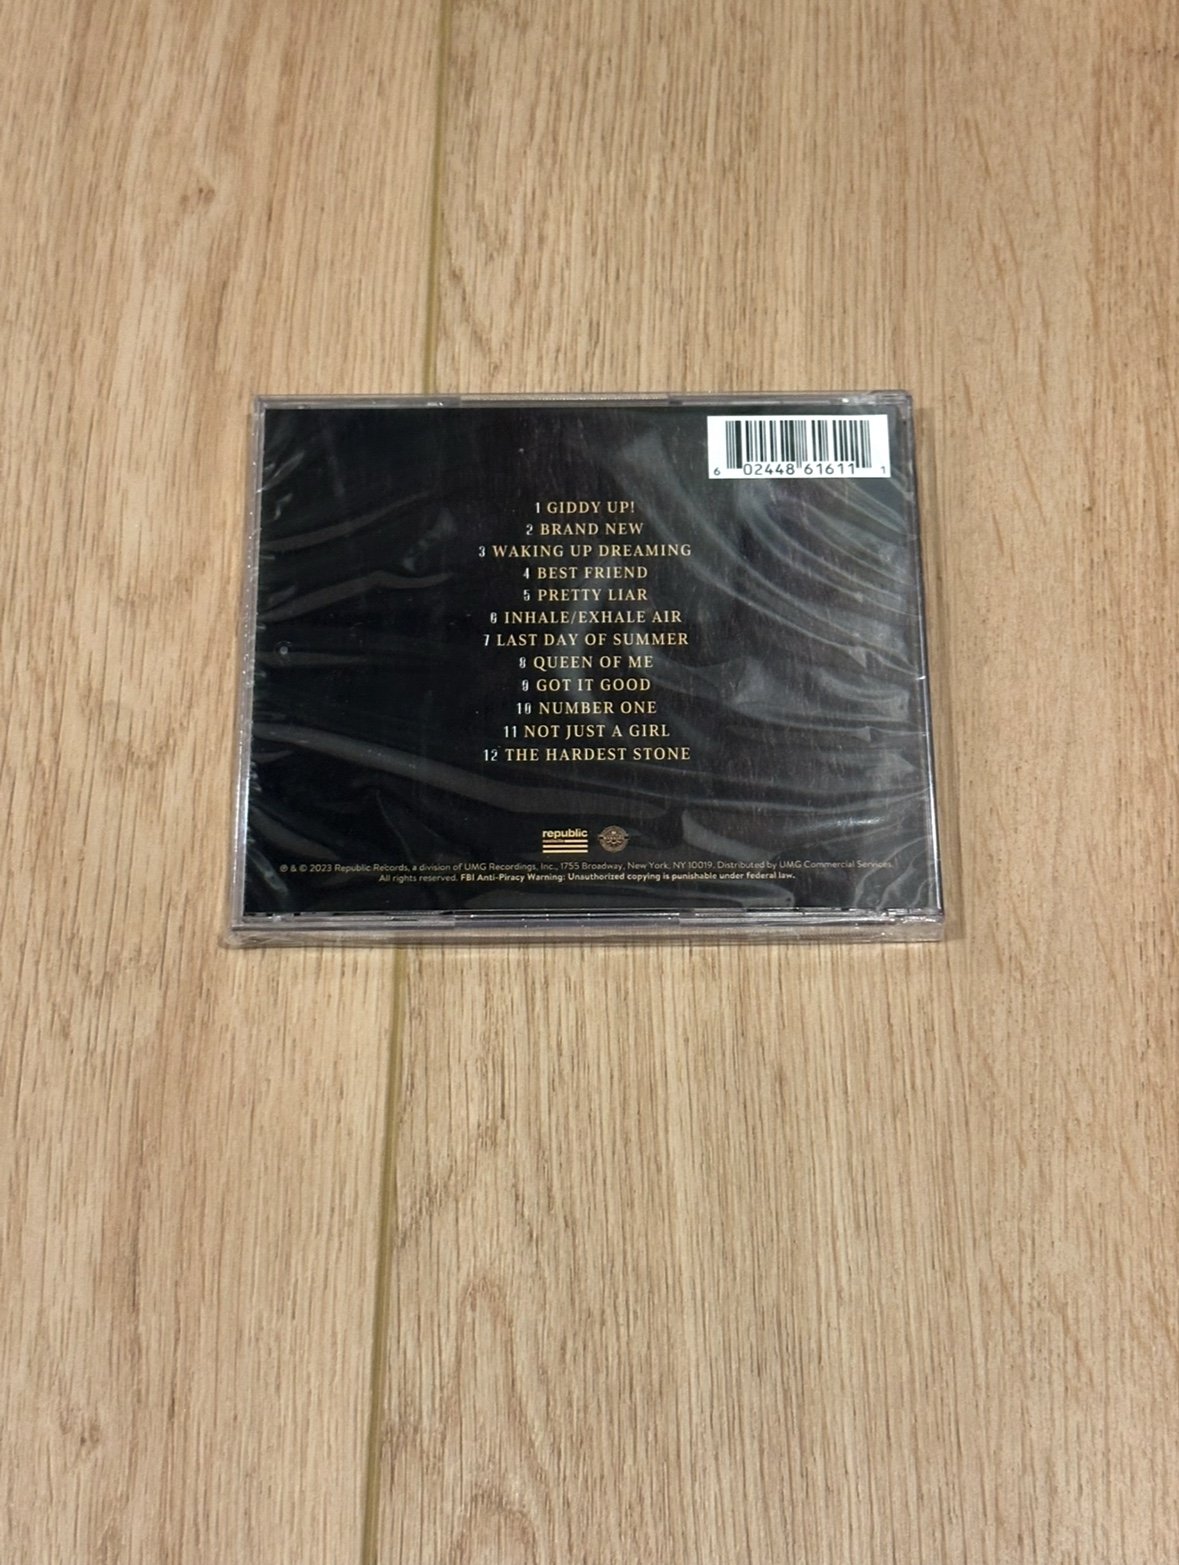 6 02448 61611 1
1 GIDDY UP!
2 BRAND NEW
3 WAKING UP DREAMING
4 BEST FRIEND
5 PRETTY LIAR
6 INHALE/EXHALE AIR
7 LAST DAY OF SUMMER
8 QUEEN OF ME
9 GOT IT GOOD
10 NUMBER ONE
11 NOT JUST A GIRL
12 THE HARDEST STONE
republic
℗ & © 2023 Republic Records, a division of UMG Recordings, Inc., 1755 Broadway, New York, NY 10019. Distributed by UMG Commercial Services.
All rights reserved. FBI Anti-Piracy Warning: Unauthorized copying is punishable under federal law.